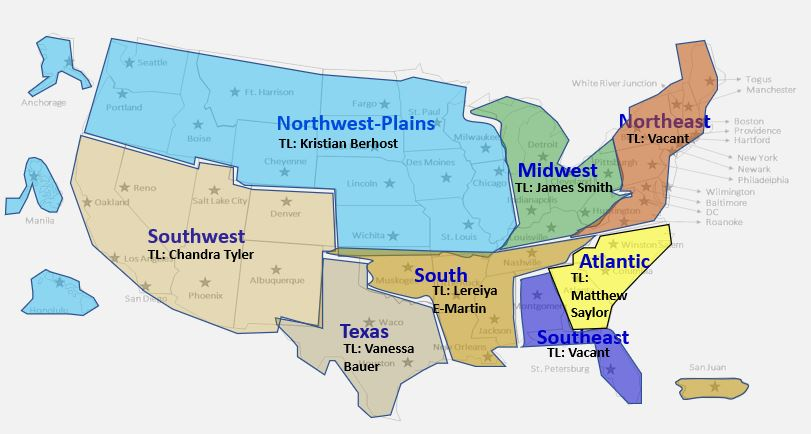 Seattle
Anchorage
Portland
Ft. Harrison
Boise
Fargo
St. Paul
Northwest-Plains
TL: Kristian Berhost
Cheyenne
Milwaukee
Des Moines
Chicago
Lincoln
Wichita
St. Louis
Manila
Honolulu
White River Junction
Togus
Manchester
Northeast
TL: Vacant
Boston
Providence
Hartford
New York
Newark
Philadelphia
Wilmington
Baltimore
DC
Roanoke
Detroit
Pittsburgh
Midwest
TL: James Smith
Indianapolis
Huntington
Louisville
Reno
Oakland
Salt Lake City
Denver
Southwest
TL: Chandra Tyler
Los Angeles
San Diego
Phoenix
Albuquerque
Nashville
South
TL: Lereiya
E-Martin
Jackson
New Orleans
Winston Salem
Atlantic
Columbia
TL:
Matthew
Saylor
Montgomery
Southeast
TL: Vacant
St. Petersburg
Waco
Texas
TL: Vanessa
Bauer
Houston
San Juan